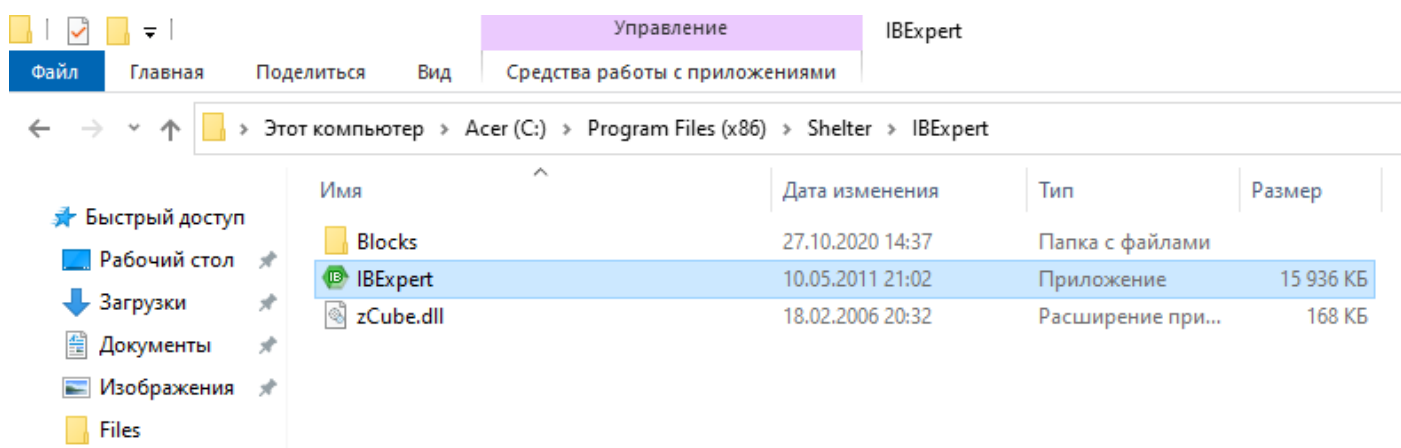 Управление IBExpert
Файл Главная Поделиться Вид Средства работы с приложениями
Этот компьютер > Acer (C:) > Program Files (x86) > Shelter > IBExpert
Имя Дата изменения Тип Размер
Быстрый доступ
Рабочий стол
Загрузки
Документы
Изображения
Files
Blocks 27.10.2020 14:37 Папка с файлами
IB IBExpert 10.05.2011 21:02 Приложение 15 936 КБ
zCube.dll 18.02.2006 20:32 Расширение при... 168 КБ